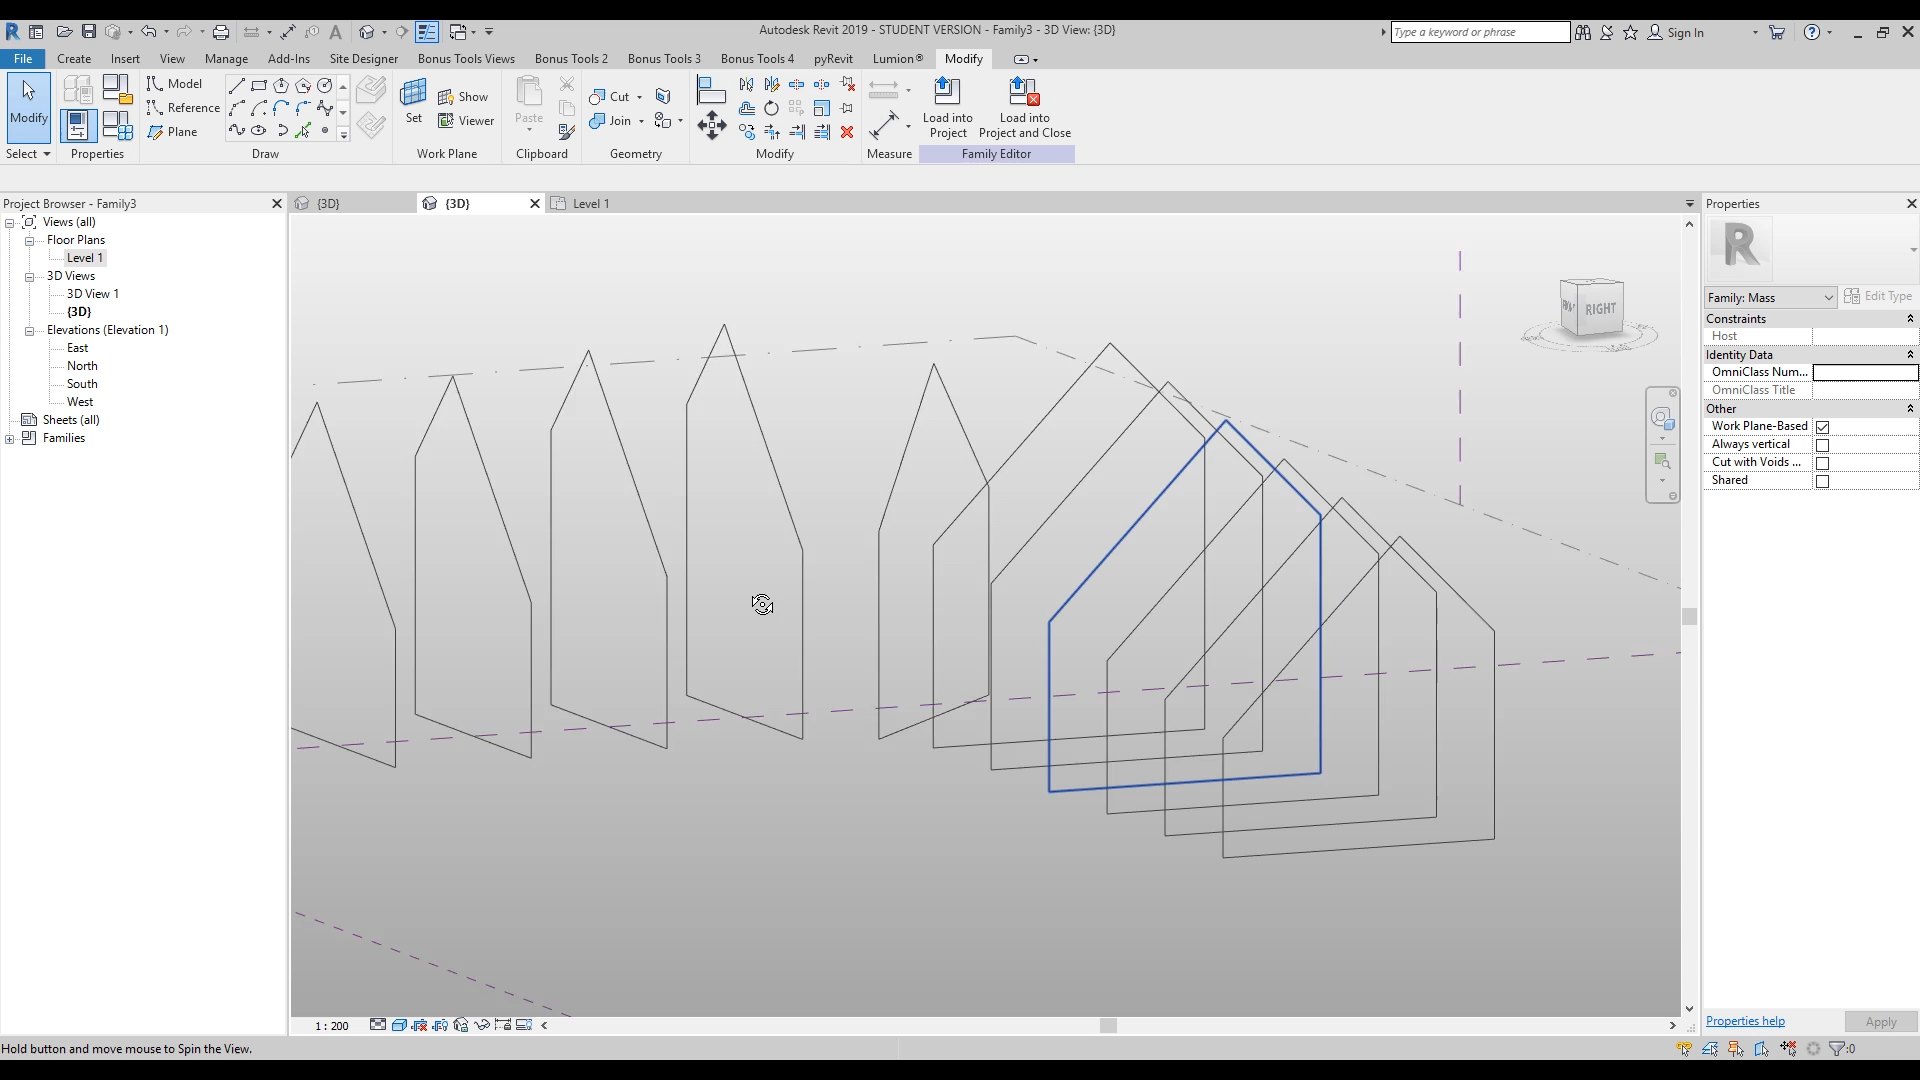 Autodesk Revit 2019 - STUDENT VERSION - Family3 - 3D View: {3D}
Type a keyword or phrase
Sign In
File Create Insert View Manage Add-Ins Site Designer Bonus Tools Views Bonus Tools 2 Bonus Tools 3 Bonus Tools 4 pyRevit Lumion® Modify
Modify
Model
Reference
Plane
Set
Show
Viewer
Paste
Cut
Join
Load into
Project
Load into
Project and Close
Select Properties Draw Work Plane Clipboard Geometry Modify Measure Family Editor
Project Browser - Family3
Views (all)
Floor Plans
Level 1
3D Views
3D View 1
{3D}
Elevations (Elevation 1)
East
North
South
West
Sheets (all)
Families
{3D}
{3D}
Level 1
RIGHT
Properties
R
Family: Mass
Edit Type
Constraints
Host
Identity Data
OmniClass Num...
OmniClass Title
Other
Work Plane-Based
Always vertical
Cut with Voids ...
Shared
Properties help
Apply
1 : 200
Hold button and move mouse to Spin the View.
:0